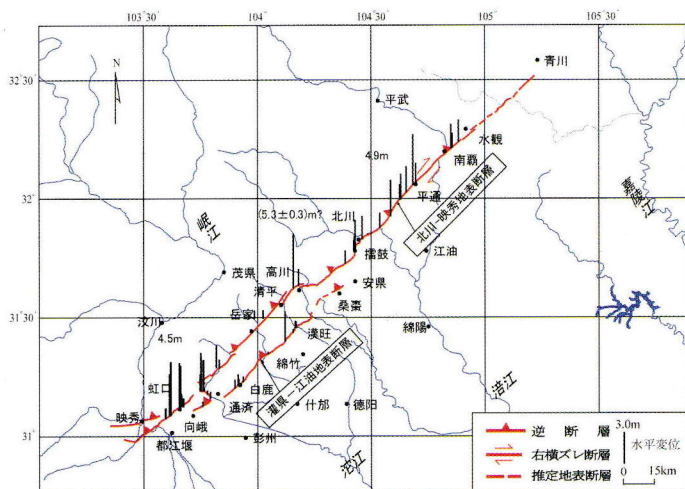 103°30′
104°
104°30′
105°
105°30′
32°30′
32°
31°30′
31°
N
青川
平武
水観
南覇
4.9m
平通
北川-映秀地表断層
嘉陵江
岷江
(5.3±0.3)m?
北川
擂鼓
江油
茂県
高川
清平
安県
桑棗
岳家
汶川
4.5m
漢旺
綿陽
綿竹
灌県-江油地表断層
涪江
虹口
白鹿
通済
什邡
德阳
映秀
向峨
都江堰
彭州
沱江
逆断層
右横ズレ断層
推定地表断層
3.0m
水平変位
15km